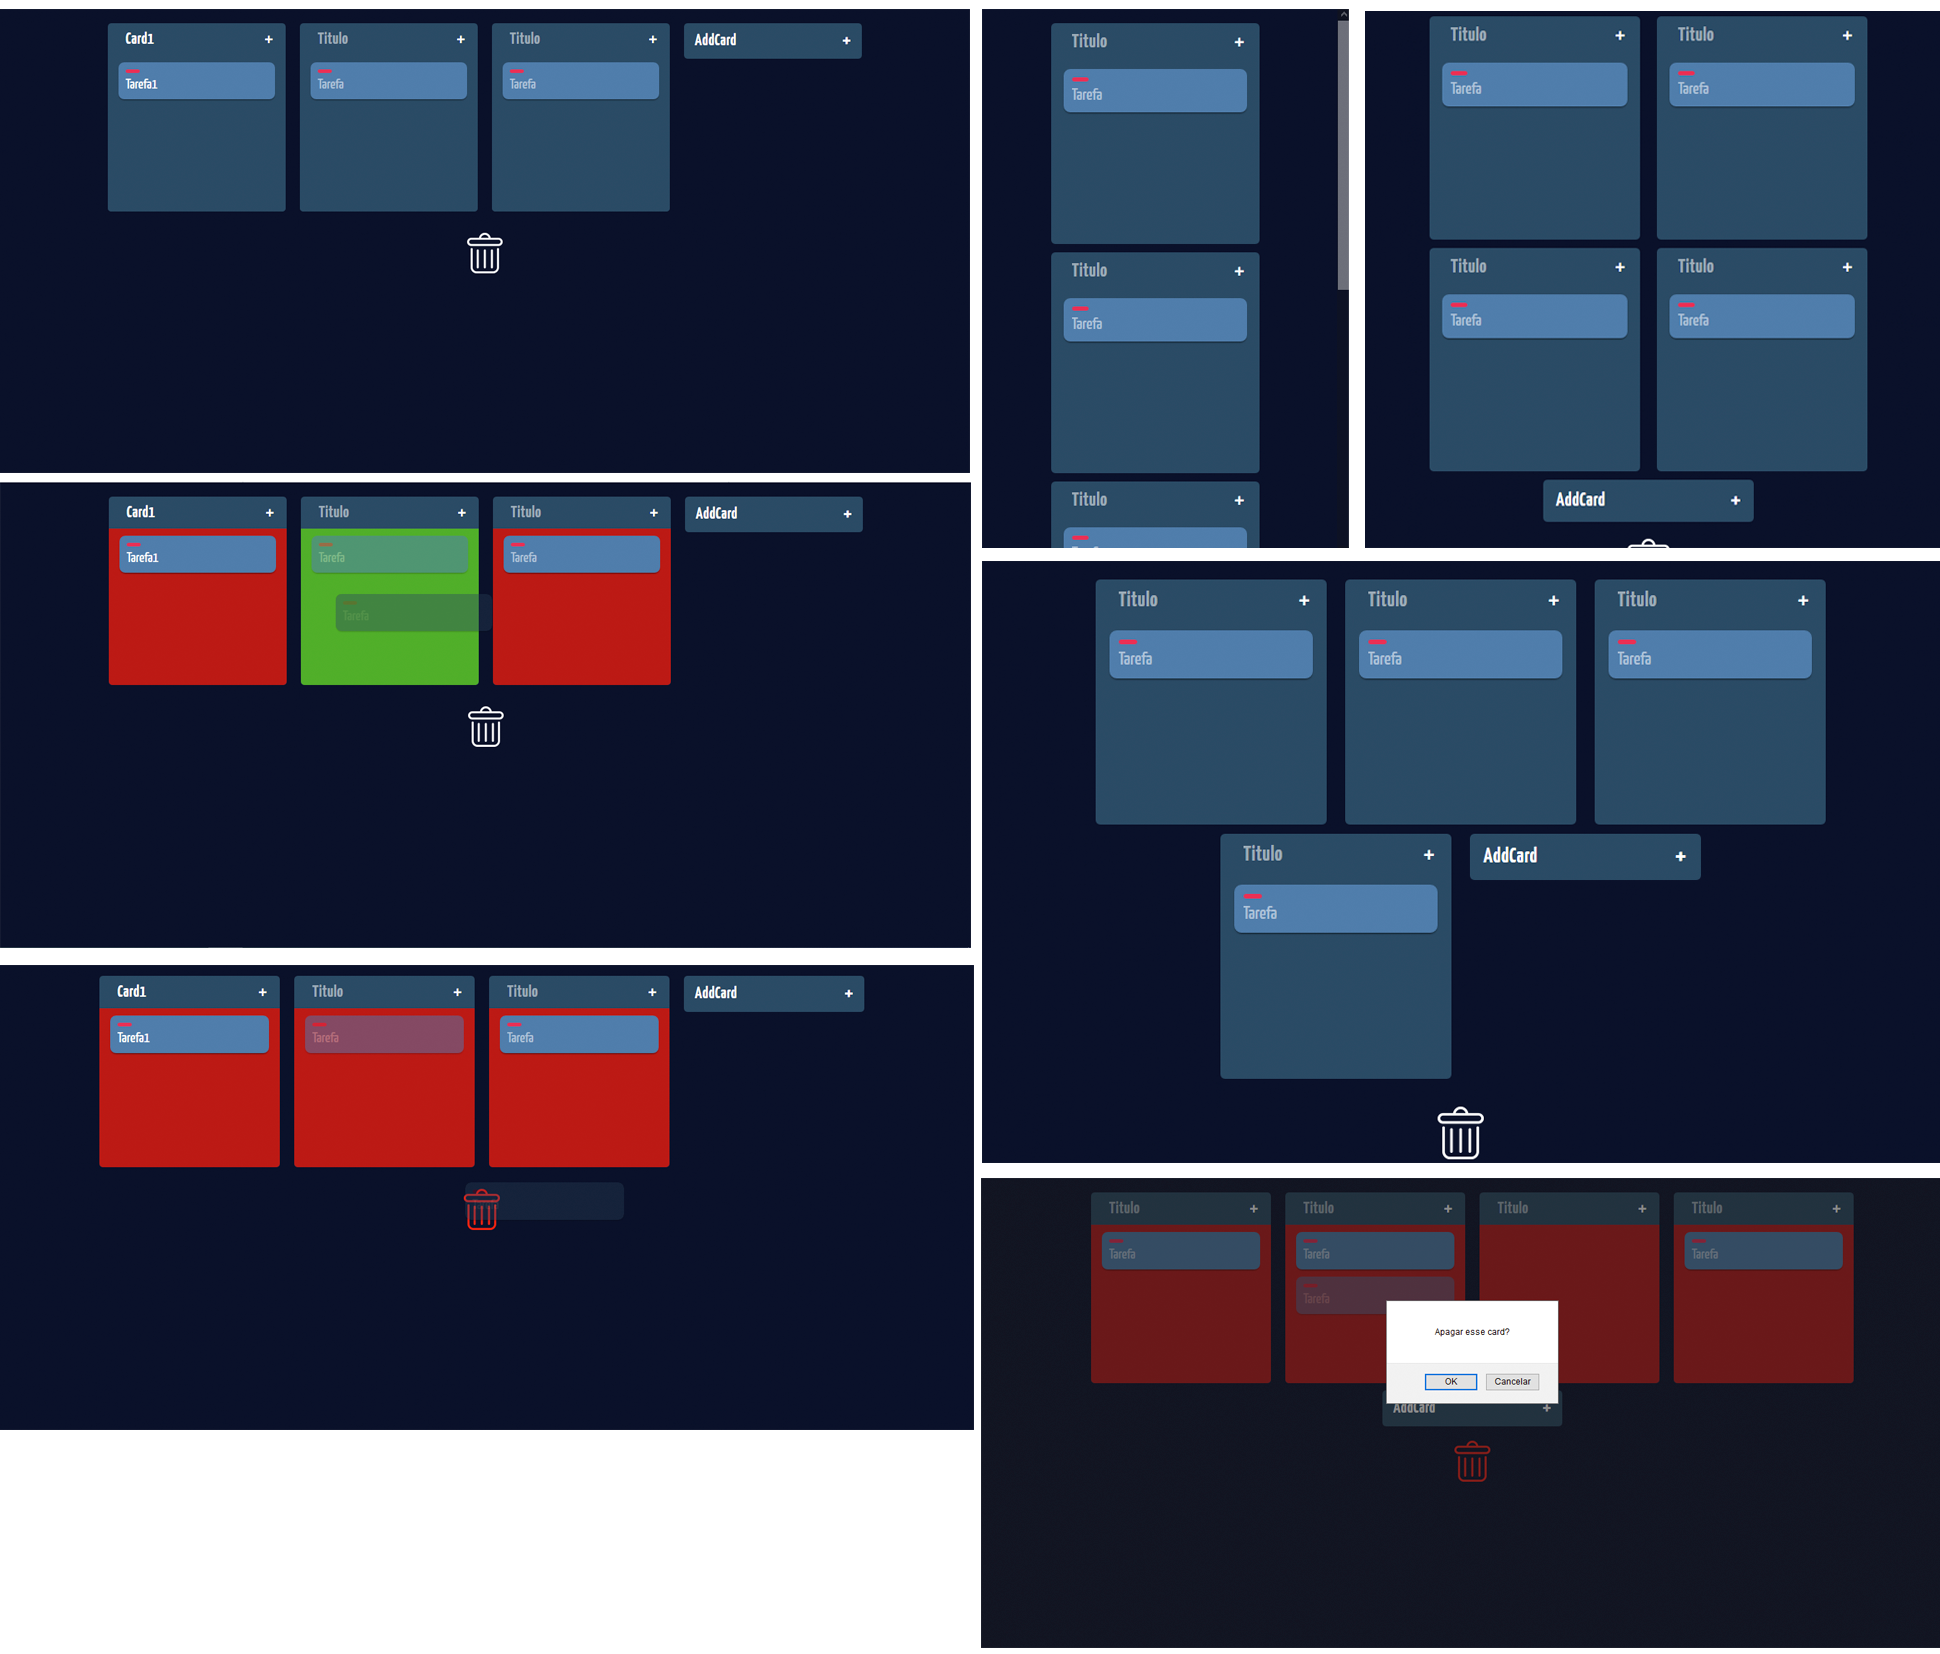 Card1 + Titulo + Titulo + AddCard +
Tarefa1 Tarefa Tarefa
Card1 + Titulo + Titulo + AddCard +
Tarefa1 Tarefa Tarefa
Tarefa
Card1 + Titulo + Titulo + AddCard +
Tarefa1 Tarefa Tarefa
Titulo +
Tarefa
Titulo +
Tarefa
Titulo +
Titulo + Titulo +
Tarefa Tarefa
Titulo + Titulo +
Tarefa Tarefa
AddCard +
Titulo + Titulo + Titulo +
Tarefa Tarefa Tarefa
Titulo + AddCard +
Tarefa
Titulo + Titulo + Titulo + Titulo +
Tarefa Tarefa Tarefa
Tarefa
Apagar esse card?
OK Cancelar
AddCard +